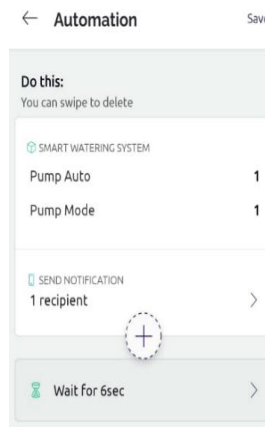 ← Automation Save
Do this:
You can swipe to delete
SMART WATERING SYSTEM
Pump Auto 1
Pump Mode 1
SEND NOTIFICATION
1 recipient
Wait for 6sec